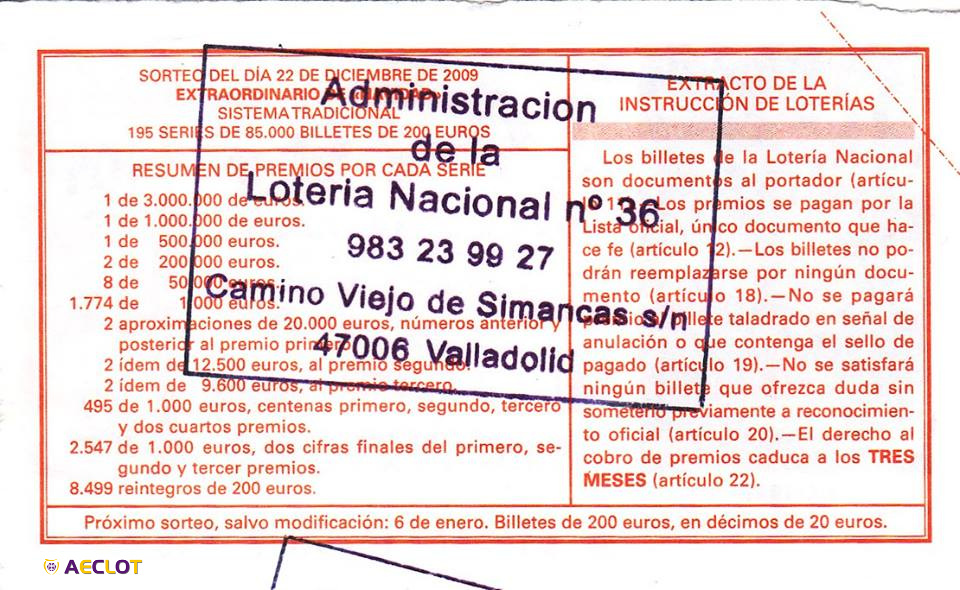 SORTEO DEL DÍA 22 DE DICIEMBRE DE 2009
EXTRAORDINARIO DE «NAVIDAD»
SISTEMA TRADICIONAL
195 SERIES DE 85.000 BILLETES DE 200 EUROS
RESUMEN DE PREMIOS POR CADA SERIE
1 de 3.000.000 de euros.
1 de 1.000.000 de euros.
1 de 500.000 euros.
2 de 200.000 euros.
8 de 50.000 euros.
1.774 de 1.000 euros.
2 aproximaciones de 20.000 euros, números anterior y
posterior al premio primero.
2 ídem de 12.500 euros, al premio segundo.
2 ídem de 9.600 euros, al premio tercero.
495 de 1.000 euros, centenas primero, segundo, tercero
y dos cuartos premios.
2.547 de 1.000 euros, dos cifras finales del primero, se-
gundo y tercer premios.
8.499 reintegros de 200 euros.
EXTRACTO DE LA
INSTRUCCIÓN DE LOTERÍAS
Los billetes de la Lotería Nacional
son documentos al portador (artícu-
Los premios se pagan por la
Lista oficial, único documento que ha-
ce fe (artículo 12).—Los billetes no po-
drán reemplazarse por ningún docu-
mento (artículo 18).—No se pagará
premio al billete taladrado en señal de
anulación o que contenga el sello de
pagado (artículo 19).—No se satisfará
ningún billete que ofrezca duda sin
someterlo previamente a reconocimien-
to oficial (artículo 20).—El derecho al
cobro de premios caduca a los TRES
MESES (artículo 22).
Próximo sorteo, salvo modificación: 6 de enero. Billetes de 200 euros, en décimos de 20 euros.
Administracion
de la
Loteria Nacional nº 36
983 23 99 27
Camino Viejo de Simancas s/n
47006 Valladolid
AECLOT